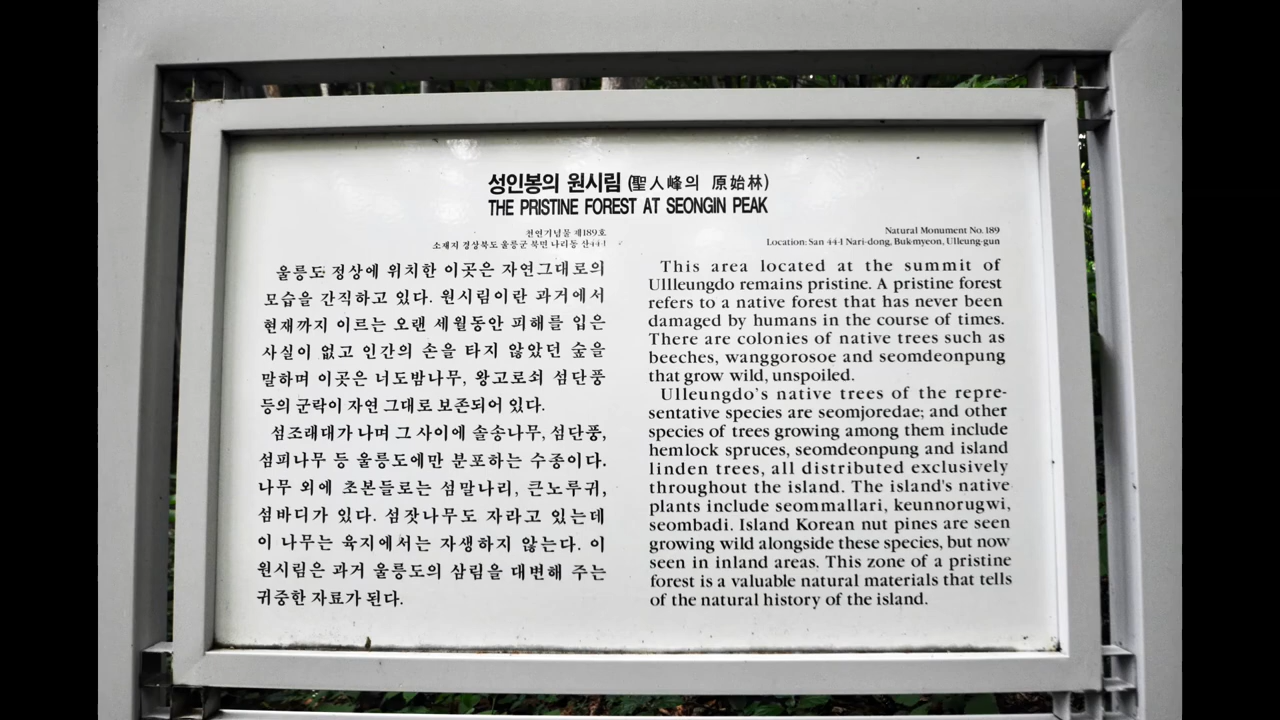 성인봉의 원시림 (聖人峰의 原始林)
THE PRISTINE FOREST AT SEONGIN PEAK
천연기념물 제189호
소재지 경상북도 울릉군 북면 나리동 산44-1
울릉도 정상에 위치한 이곳은 자연그대로의
모습을 간직하고 있다. 원시림이란 과거에서
현재까지 이르는 오랜 세월동안 피해를 입은
사실이 없고 인간의 손을 타지 않았던 숲을
말하며 이곳은 너도밤나무, 왕고로쇠 섬단풍
등의 군락이 자연 그대로 보존되어 있다.
섬조래대가 나며 그 사이에 솔송나무, 섬단풍,
섬피나무 등 울릉도에만 분포하는 수종이다.
나무 외에 초본들로는 섬말나리, 큰노루귀,
섬바디가 있다. 섬잣나무도 자라고 있는데
이 나무는 육지에서는 자생하지 않는다. 이
원시림은 과거 울릉도의 삼림을 대변해 주는
귀중한 자료가 된다.
Natural Monument No. 189
Location: San 44-1 Nari-dong, Buk-myeon, Ulleung-gun
This area located at the summit of
Ullleungdo remains pristine. A pristine forest
refers to a native forest that has never been
damaged by humans in the course of times.
There are colonies of native trees such as
beeches, wanggorosoe and seomdeonpung
that grow wild, unspoiled.
Ulleungdo's native trees of the repre-
sentative species are seomjoredae; and other
species of trees growing among them include
hemlock spruces, seomdeonpung and island
linden trees, all distributed exclusively
throughout the island. The island's native
plants include seommallari, keunnorugwi,
seombadi. Island Korean nut pines are seen
growing wild alongside these species, but now
seen in inland areas. This zone of a pristine
forest is a valuable natural materials that tells
of the natural history of the island.